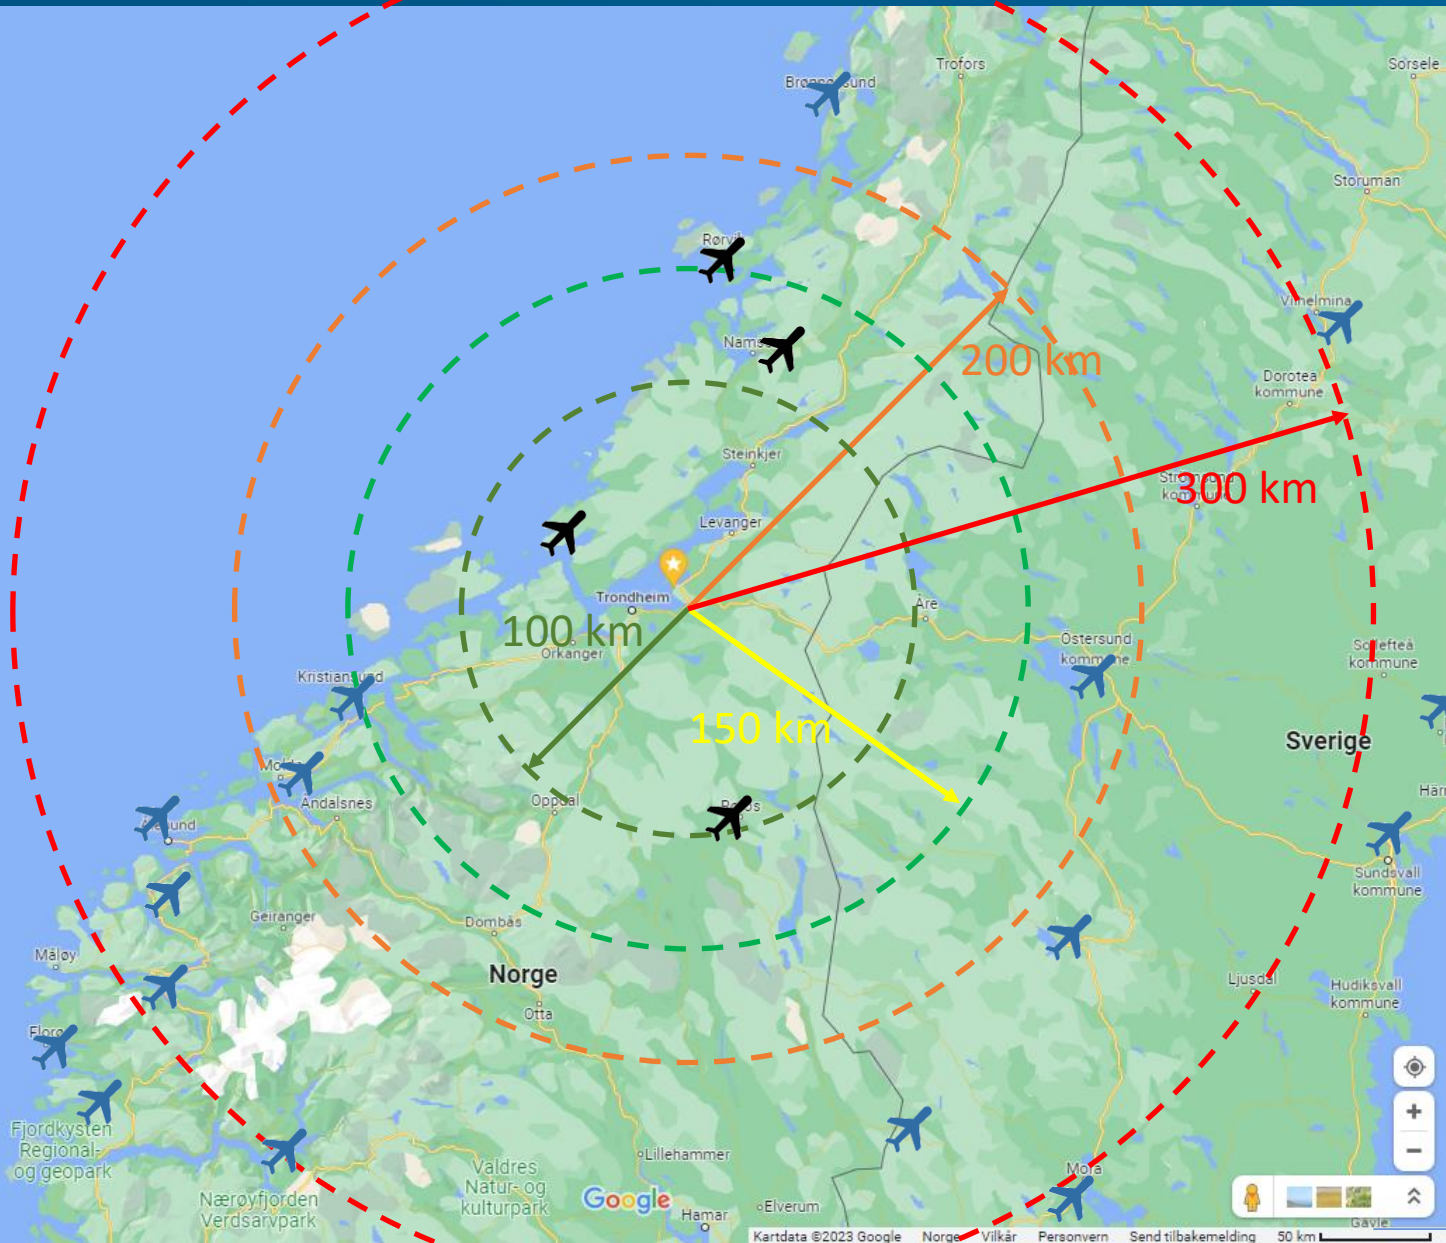 Trofors
Sorsele
Storuman
Vilhelmina
200 km
Dorotea
kommune
Steinkjer
300 km
Levanger
Trondheim
Åre
100 km
Orkanger
Östersund
kommune
Sollefteå
kommune
Kristiansund
150 km
Sverige
Åndalsnes
Oppdal
Sundsvall
kommune
Geiranger
Dombås
Måløy
Norge
Otta
Ljusdal
Hudiksvall
kommune
Fjordkysten
Regional-
og geopark
Lillehammer
Valdres
Natur- og
kulturpark
Mora
Nærøyfjorden
Verdsarvpark
Google
Hamar
Elverum
Gävle
Kartdata ©2023 Google Norge Vilkår Personvern Send tilbakemelding 50 km